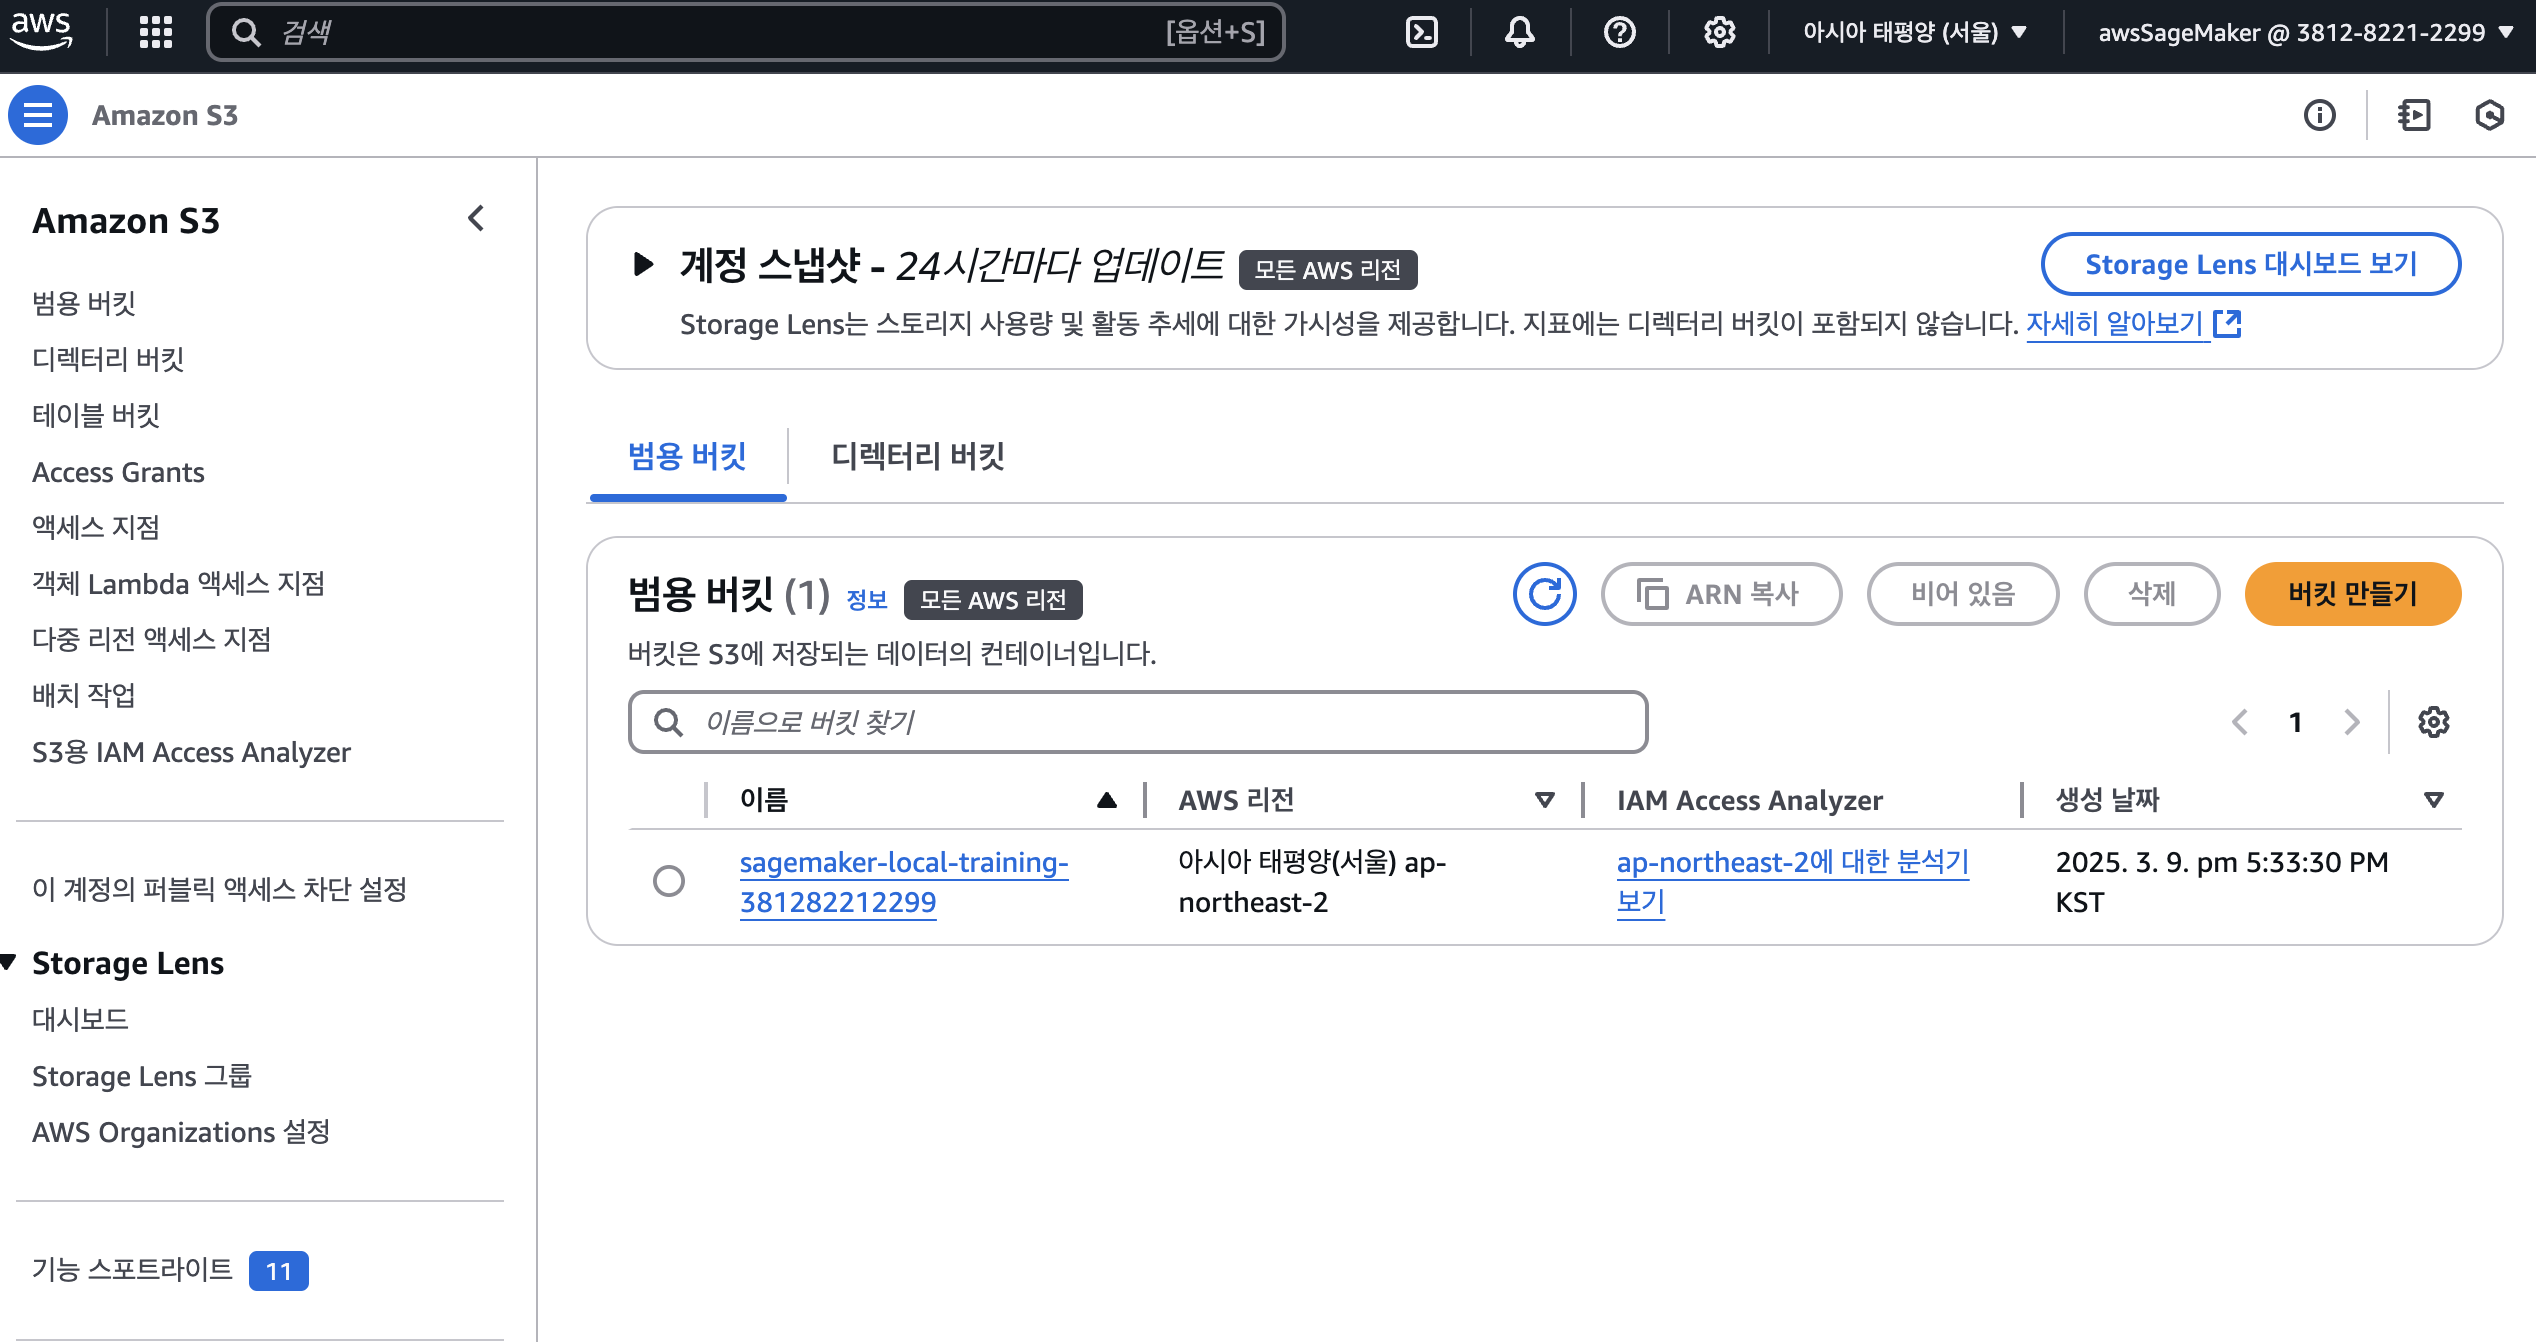 aws
검색
[옵션+S]
아시아 태평양 (서울)
awsSageMaker @ 3812-8221-2299
Amazon S3
Amazon S3
범용 버킷
디렉터리 버킷
테이블 버킷
Access Grants
액세스 지점
객체 Lambda 액세스 지점
다중 리전 액세스 지점
배치 작업
S3용 IAM Access Analyzer
이 계정의 퍼블릭 액세스 차단 설정
Storage Lens
대시보드
Storage Lens 그룹
AWS Organizations 설정
기능 스포트라이트 11
계정 스냅샷 - 24시간마다 업데이트 모든 AWS 리전
Storage Lens 대시보드 보기
Storage Lens는 스토리지 사용량 및 활동 추세에 대한 가시성을 제공합니다. 지표에는 디렉터리 버킷이 포함되지 않습니다. 자세히 알아보기
범용 버킷
디렉터리 버킷
범용 버킷 (1) 정보 모든 AWS 리전
ARN 복사
비어 있음
삭제
버킷 만들기
버킷은 S3에 저장되는 데이터의 컨테이너입니다.
이름으로 버킷 찾기
1
이름
AWS 리전
IAM Access Analyzer
생성 날짜
sagemaker-local-training-
381282212299
아시아 태평양(서울) ap-
northeast-2
ap-northeast-2에 대한 분석기
보기
2025. 3. 9. pm 5:33:30 PM
KST